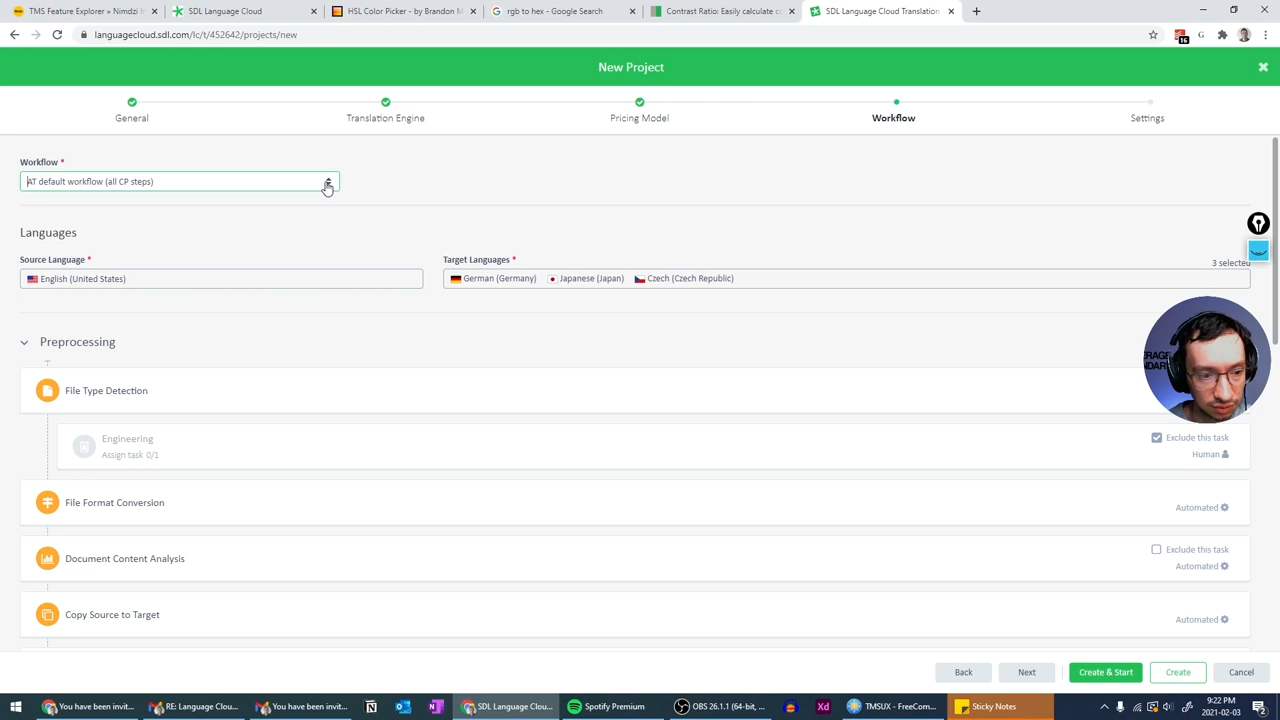 TMS Feature Explorer » Nimdzi In
SDL Language Cloud
HSL Color Picker - by Brandon M
rgb to hex - Google Search
Contrast Ratio: Easily calculate co
SDL Language Cloud Translation
languagecloud.sdl.com/lc/t/452642/projects/new
16
G
New Project
General
Translation Engine
Pricing Model
Workflow
Settings
Workflow *
AT default workflow (all CP steps)
Languages
Source Language *
Target Languages *
3 selected
English (United States)
German (Germany) Japanese (Japan) Czech (Czech Republic)
Preprocessing
File Type Detection
Engineering
Assign task 0/1
Exclude this task
Human
File Format Conversion
Automated
Document Content Analysis
Exclude this task
Automated
Copy Source to Target
Automated
Back
Next
Create & Start
Create
Cancel
You have been invit...
RE: Language Clou...
You have been invit...
SDL Language Clou...
Spotify Premium
OBS 26.1.1 (64-bit, ...
Xd
TMSUX - FreeCom...
Sticky Notes
9:22 PM
2021-02-03